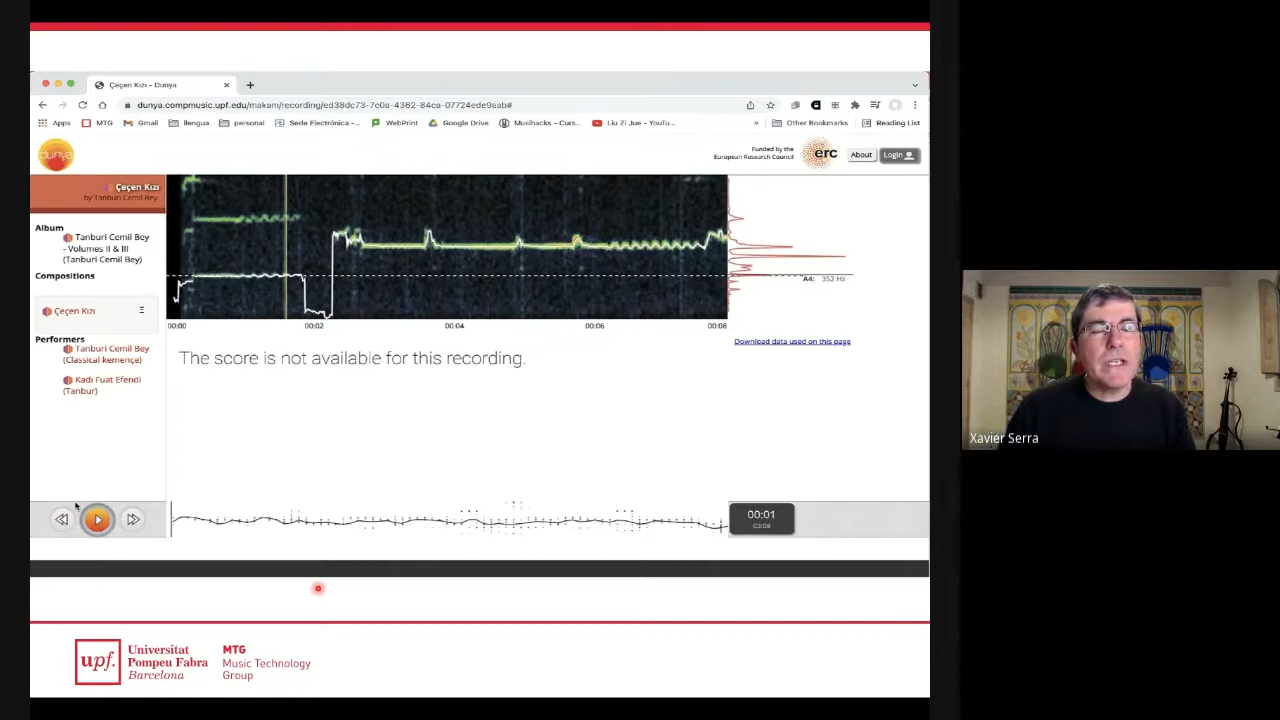 Çeçen Kızı - Dunya
dunya.compmusic.upf.edu/makam/recording/ed38dc73-7c0a-4362-84ca-07724ede9aab#
Apps MTG Gmail llengua personal Sede Electrónica -... WebPrint Google Drive Musihacks - Curs... Liu Zi Jue - YouTu... » Other Bookmarks Reading List
dunya
Funded by the
European Research Council
erc
About
Login
Çeçen Kızı
by Tanburi Cemil Bey
Album
Tanburi Cemil Bey
- Volumes II & III
(Tanburi Cemil Bey)
Compositions
Çeçen Kızı
Performers
Tanburi Cemil Bey
(Classical kemençe)
Kadı Fuat Efendi
(Tanbur)
A4: 352 Hz
00:00 00:02 00:04 00:06 00:08
Download data used on this page
The score is not available for this recording.
00:01
03:08
Xavier Serra
upf.
Universitat
Pompeu Fabra
Barcelona
MTG
Music Technology
Group